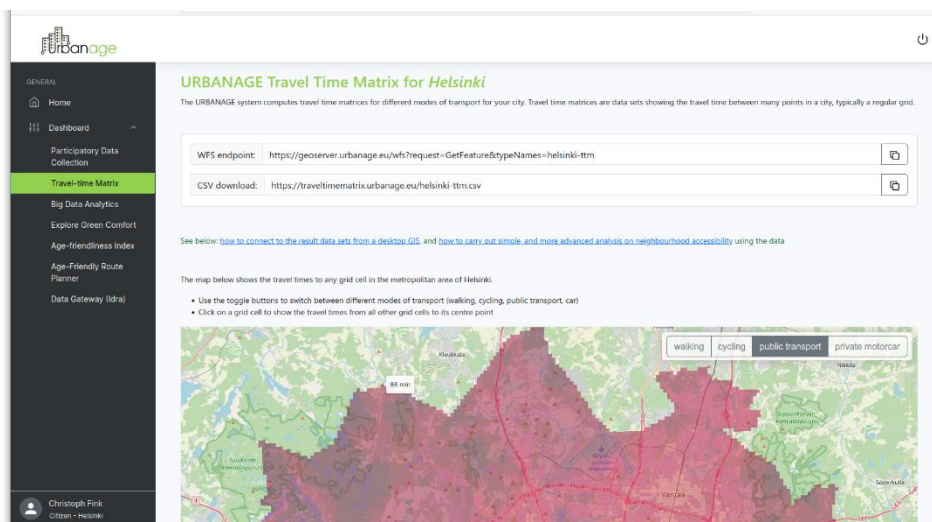 Urbanage
GENERAL
Home
Dashboard
Participatory Data
Collection
Travel-time Matrix
Big Data Analytics
Explore Green Comfort
Age-friendliness Index
Age-Friendly Route
Planner
Data Gateway (Idra)
Christoph Fink
Citizen - Helsinki
URBANAGE Travel Time Matrix for Helsinki
The URBANAGE system computes travel time matrices for different modes of transport for your city. Travel time matrices are data sets showing the travel time between many points in a city, typically a regular grid.
WFS endpoint: https://geoserver.urbanage.eu/wfs?request=GetFeature&typeNames=helsinki-ttm
CSV download: https://traveltimematrix.urbanage.eu/helsinki-ttm.csv
See below: how to connect to the result data sets from a desktop GIS, and how to carry out simple, and more advanced analysis on neighbourhood accessibility using the data
The map below shows the travel times to any grid cell in the metropolitan area of Helsinki.
• Use the toggle buttons to switch between different modes of transport (walking, cycling, public transport, car)
• Click on a grid cell to show the travel times from all other grid cells to its centre point
walking cycling public transport private motorcar
Klaukkala
Nikkilä
88 min
Vantaa
Söderkulla